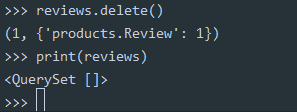 >>> reviews.delete()
(1, {'products.Review': 1})
>>> print(reviews)
<QuerySet []>
>>>